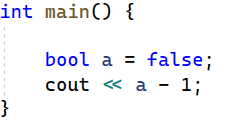 int main() {
bool a = false;
cout << a - 1;
}